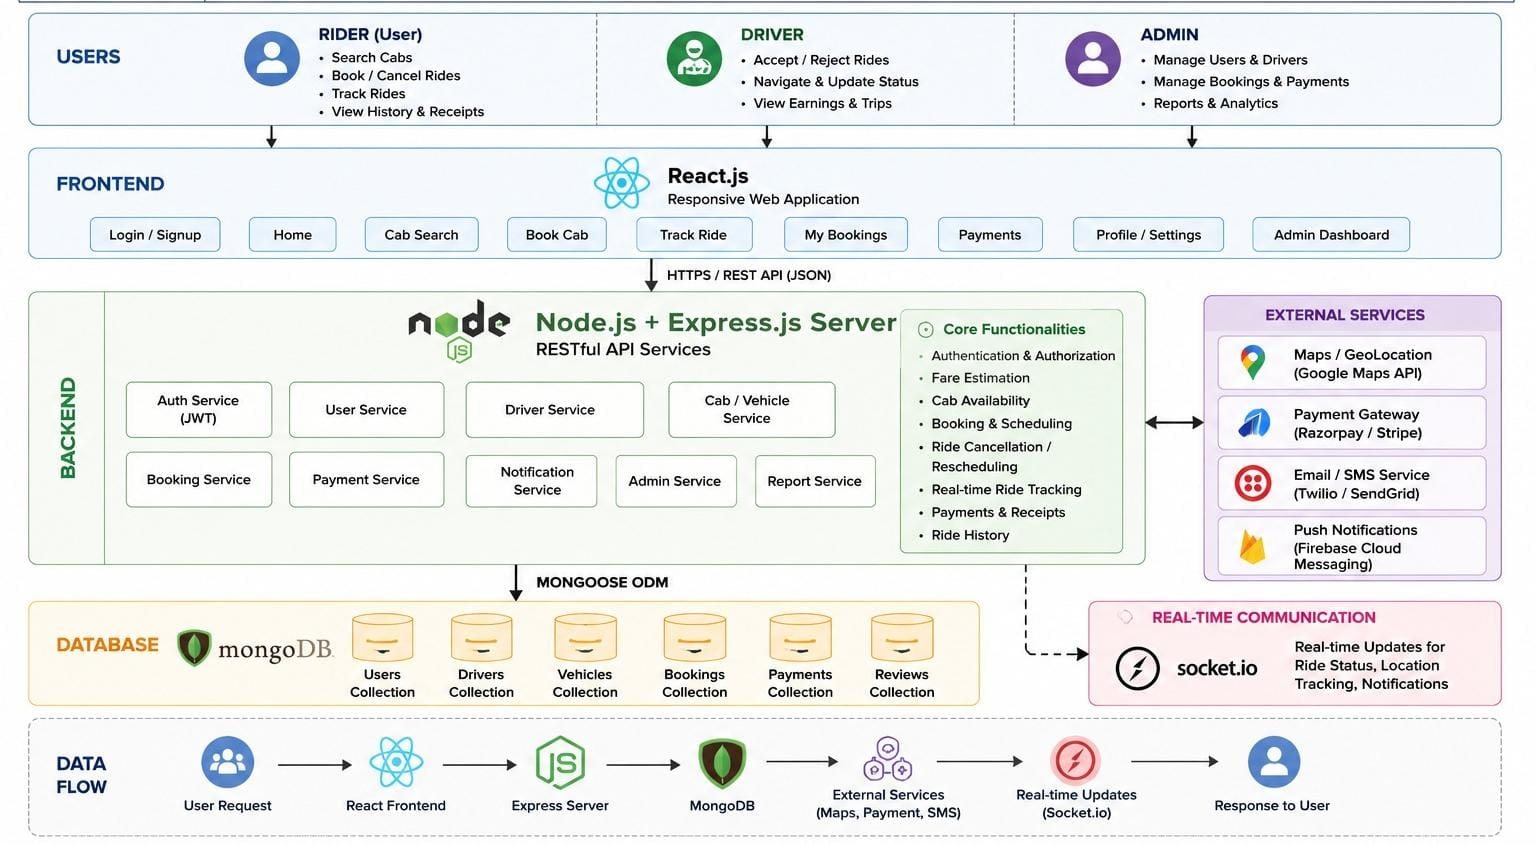 USERS
RIDER (User)
• Search Cabs
• Book / Cancel Rides
• Track Rides
• View History & Receipts
DRIVER
• Accept / Reject Rides
• Navigate & Update Status
• View Earnings & Trips
ADMIN
• Manage Users & Drivers
• Manage Bookings & Payments
• Reports & Analytics
FRONTEND
React.js
Responsive Web Application
Login / Signup
Home
Cab Search
Book Cab
Track Ride
My Bookings
Payments
Profile / Settings
Admin Dashboard
HTTPS / REST API (JSON)
BACKEND
node
JS
Node.js + Express.js Server
RESTful API Services
Auth Service
(JWT)
User Service
Driver Service
Cab / Vehicle
Service
Booking Service
Payment Service
Notification
Service
Admin Service
Report Service
Core Functionalities
• Authentication & Authorization
• Fare Estimation
• Cab Availability
• Booking & Scheduling
• Ride Cancellation /
Rescheduling
• Real-time Ride Tracking
• Payments & Receipts
• Ride History
EXTERNAL SERVICES
Maps / GeoLocation
(Google Maps API)
Payment Gateway
(Razorpay / Stripe)
Email / SMS Service
(Twilio / SendGrid)
Push Notifications
(Firebase Cloud
Messaging)
MONGOOSE ODM
DATABASE
mongoDB.
Users
Collection
Drivers
Collection
Vehicles
Collection
Bookings
Collection
Payments
Collection
Reviews
Collection
REAL-TIME COMMUNICATION
socket.io
Real-time Updates for
Ride Status, Location
Tracking, Notifications
DATA
FLOW
User Request
React Frontend
JS
Express Server
MongoDB
External Services
(Maps, Payment, SMS)
Real-time Updates
(Socket.io)
Response to User